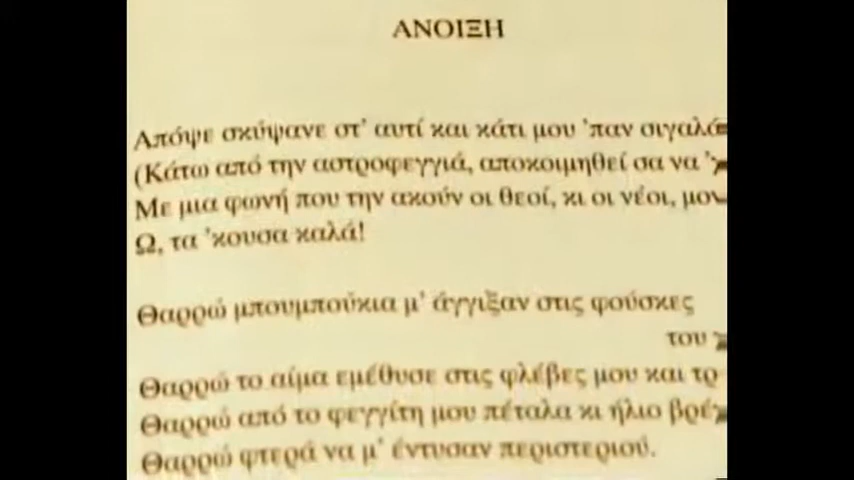 ΑΝΟΙΞΗ
Απόψε σκύψανε στ' αυτί και κάτι μου 'παν σιγαλά
(Κάτω από την αστροφεγγιά, αποκοιμηθεί σα να
Με μια φωνή που την ακούν οι θεοί, κι οι νέοι,
Ω, τα 'κουσα καλά!
Θαρρώ μπουμπούκια μ' άγγιξαν στις φούσκες
του
Θαρρώ το αίμα εμέθυσε στις φλέβες μου και
Θαρρώ από το φεγγίτη μου πέταλα κι ήλιο
Θαρρώ φτερά να μ' έντυσαν περιστεριού.